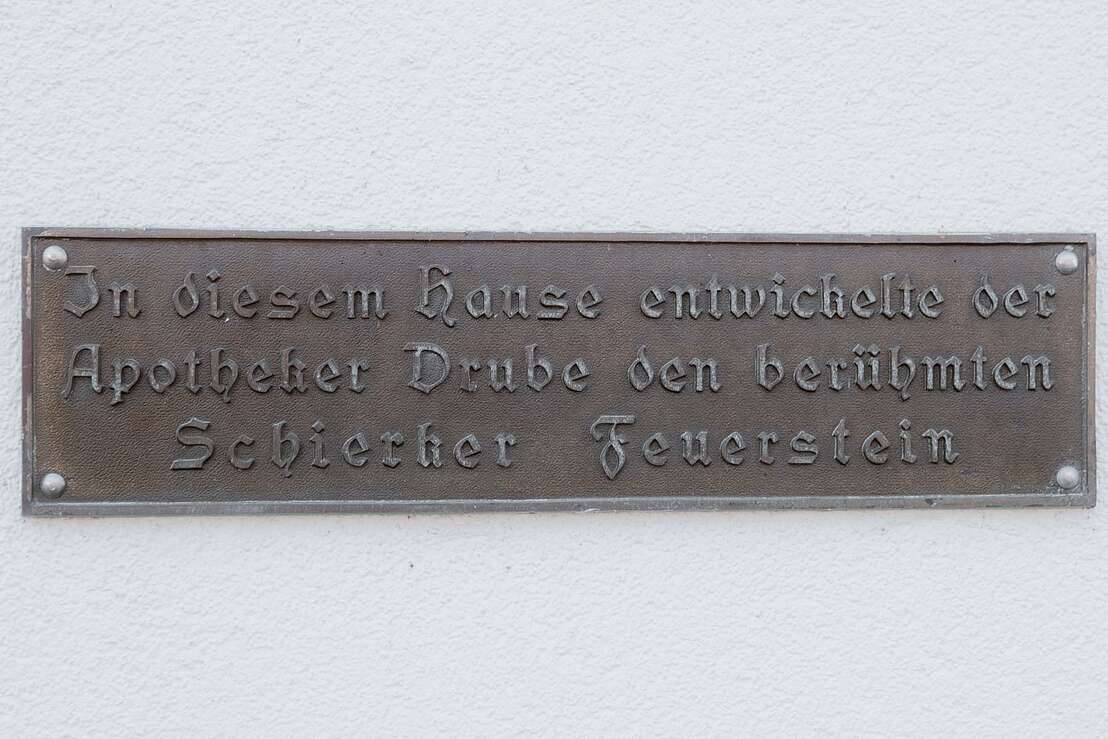 In diesem Hause entwickelte der
Apotheker Drube den berühmten
Schierker Feuerstein